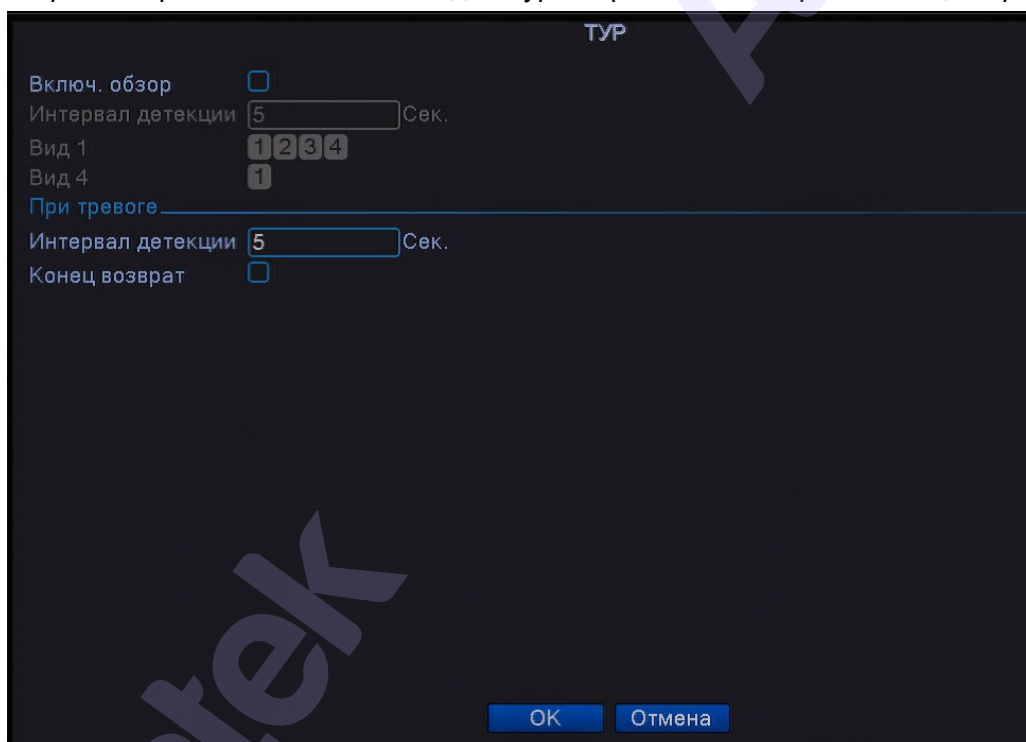 ТУР
Включ. обзор
Интервал детекции 5 Сек.
Вид 1 1 2 3 4
Вид 4 1
При тревоге
Интервал детекции 5 Сек.
Конец возврат
OK Отмена